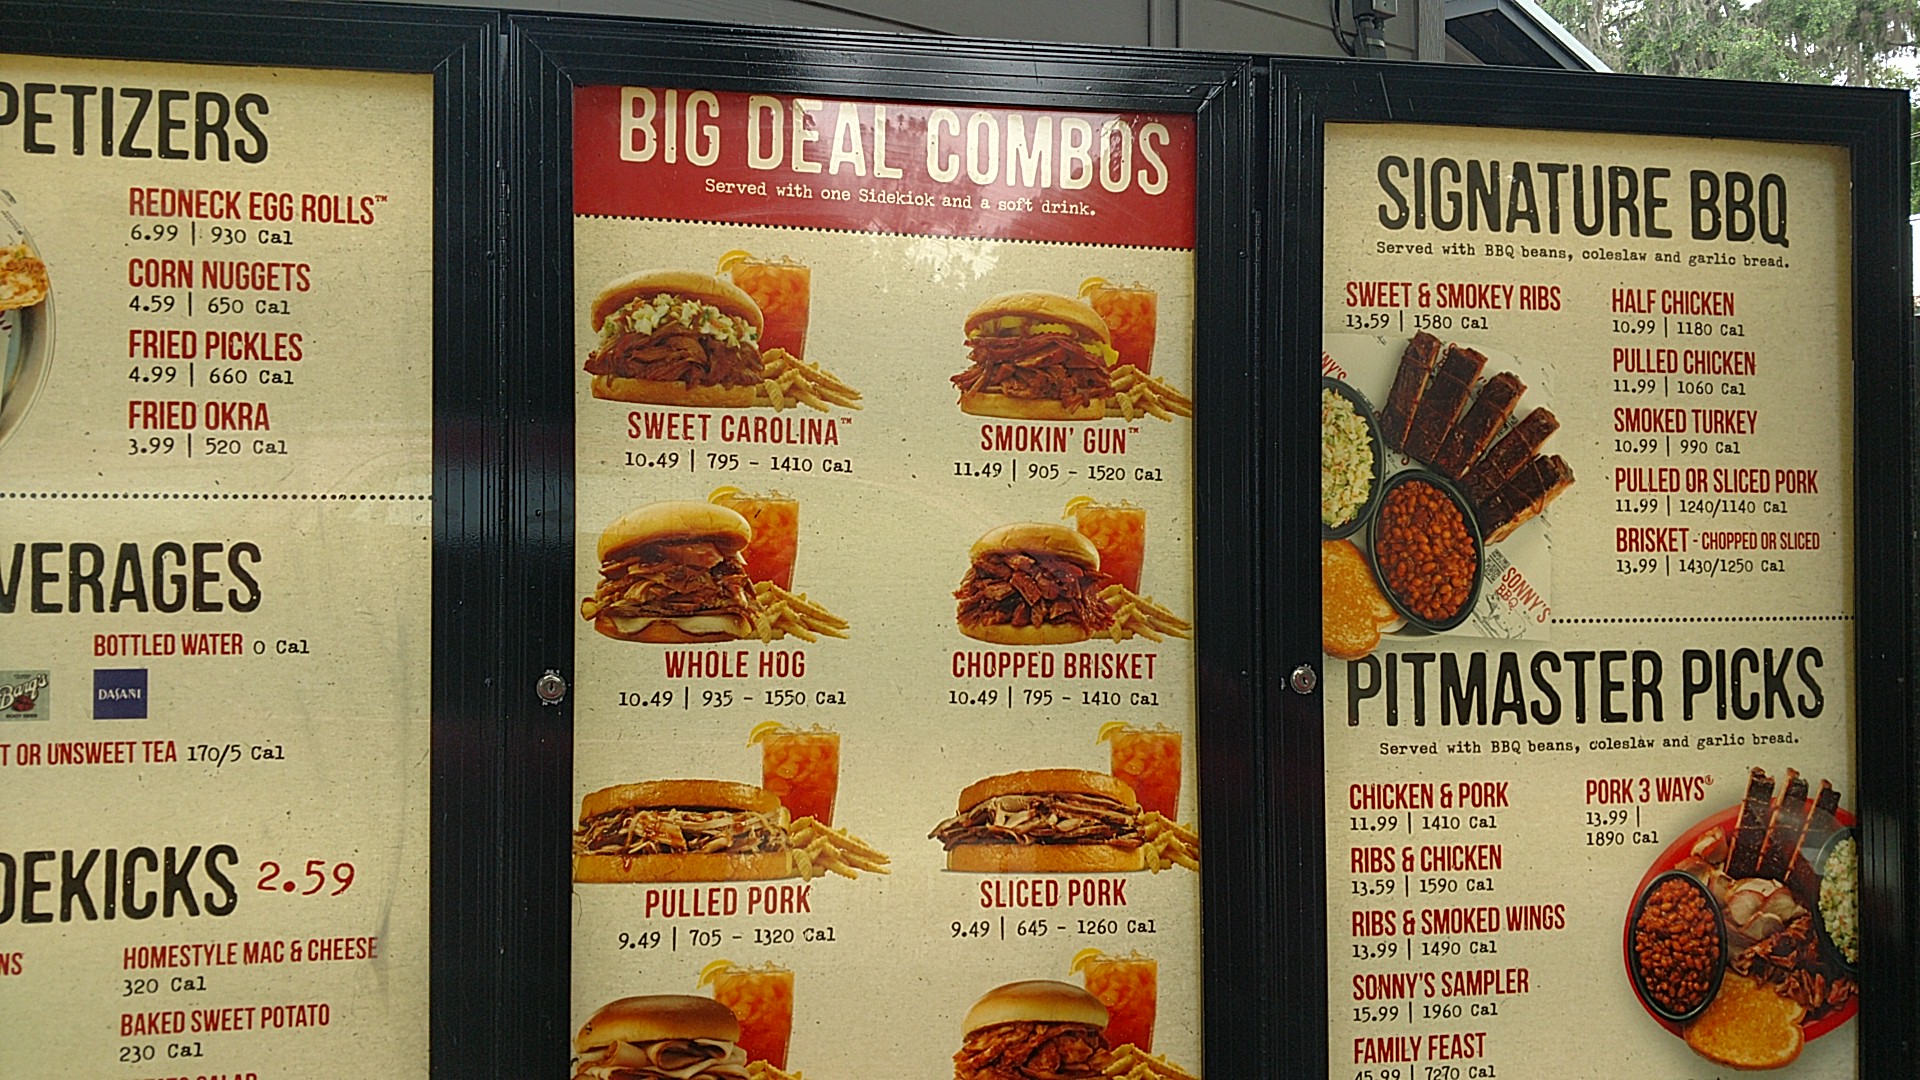 PETIZERS
REDNECK EGG ROLLS™
6.99 | 930 Cal
CORN NUGGETS
4.59 | 650 Cal
FRIED PICKLES
4.99 | 660 Cal
FRIED OKRA
3.99 | 520 Cal
VERAGES
BOTTLED WATER 0 Cal
Barq's
DASANI
T OR UNSWEET TEA 170/5 Cal
DEKICKS 2.59
NS
HOMESTYLE MAC & CHEESE
320 Cal
BAKED SWEET POTATO
230 Cal
BIG DEAL COMBOS
Served with one Sidekick and a soft drink.
SWEET CAROLINA™
10.49 | 795 - 1410 Cal
SMOKIN' GUN™
11.49 | 905 - 1520 Cal
WHOLE HOG
10.49 | 935 - 1550 Cal
CHOPPED BRISKET
10.49 | 795 - 1410 Cal
PULLED PORK
9.49 | 705 - 1320 Cal
SLICED PORK
9.49 | 645 - 1260 Cal
SIGNATURE BBQ
Served with BBQ beans, coleslaw and garlic bread.
SWEET & SMOKEY RIBS
13.59 | 1580 Cal
HALF CHICKEN
10.99 | 1180 Cal
PULLED CHICKEN
11.99 | 1060 Cal
SMOKED TURKEY
10.99 | 990 Cal
PULLED OR SLICED PORK
11.99 | 1240/1140 Cal
BRISKET - CHOPPED OR SLICED
13.99 | 1430/1250 Cal
NY'S
SONNY'S
BBQ
PITMASTER PICKS
Served with BBQ beans, coleslaw and garlic bread.
CHICKEN & PORK
11.99 | 1410 Cal
RIBS & CHICKEN
13.59 | 1590 Cal
RIBS & SMOKED WINGS
13.99 | 1490 Cal
SONNY'S SAMPLER
15.99 | 1960 Cal
FAMILY FEAST
45.99 | 7270 Cal
PORK 3 WAYS®
13.99 |
1890 Cal